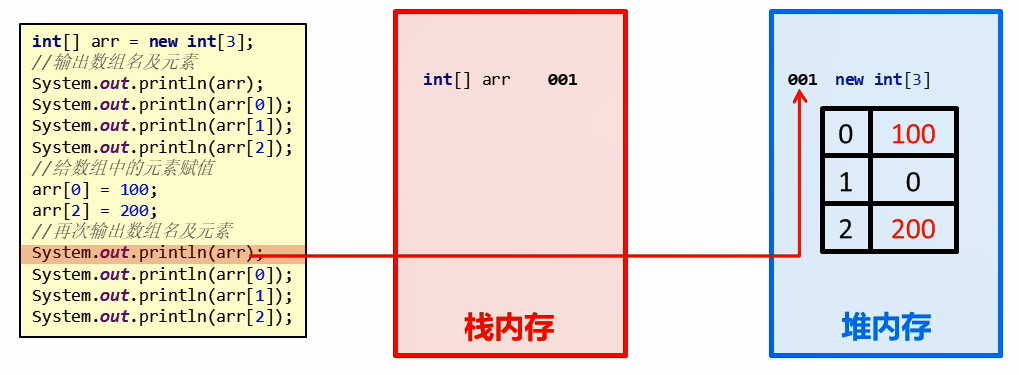 int[] arr = new int[3];
//输出数组名及元素
System.out.println(arr);
System.out.println(arr[0]);
System.out.println(arr[1]);
System.out.println(arr[2]);
//给数组中的元素赋值
arr[0] = 100;
arr[2] = 200;
//再次输出数组名及元素
System.out.println(arr);
System.out.println(arr[0]);
System.out.println(arr[1]);
System.out.println(arr[2]);
int[] arr 001
栈内存
001 new int[3]
0 100
1 0
2 200
堆内存